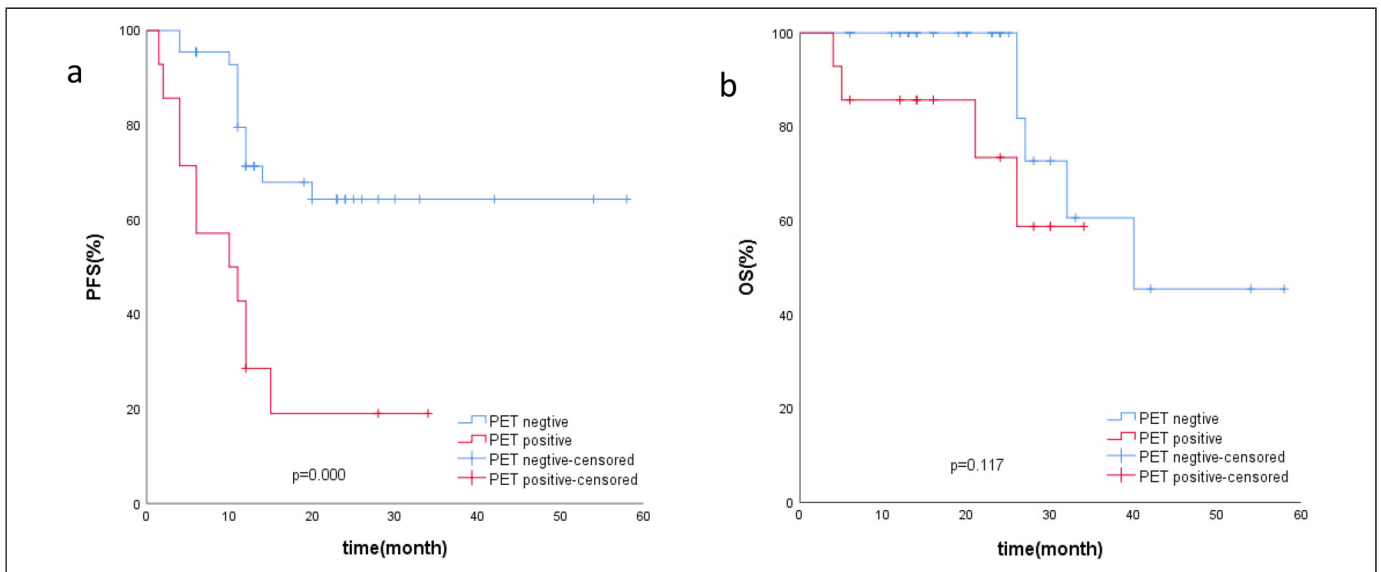 a
PFS(%)
100
80
60
40
20
0
0 10 20 30 40 50 60
time(month)
p=0.000
PET negtive
PET positive
PET negtive-censored
PET positive-censored
b
OS(%)
100
80
60
40
20
0
0 10 20 30 40 50 60
time(month)
p=0.117
PET negtive
PET positive
PET negtive-censored
PET positive-censored